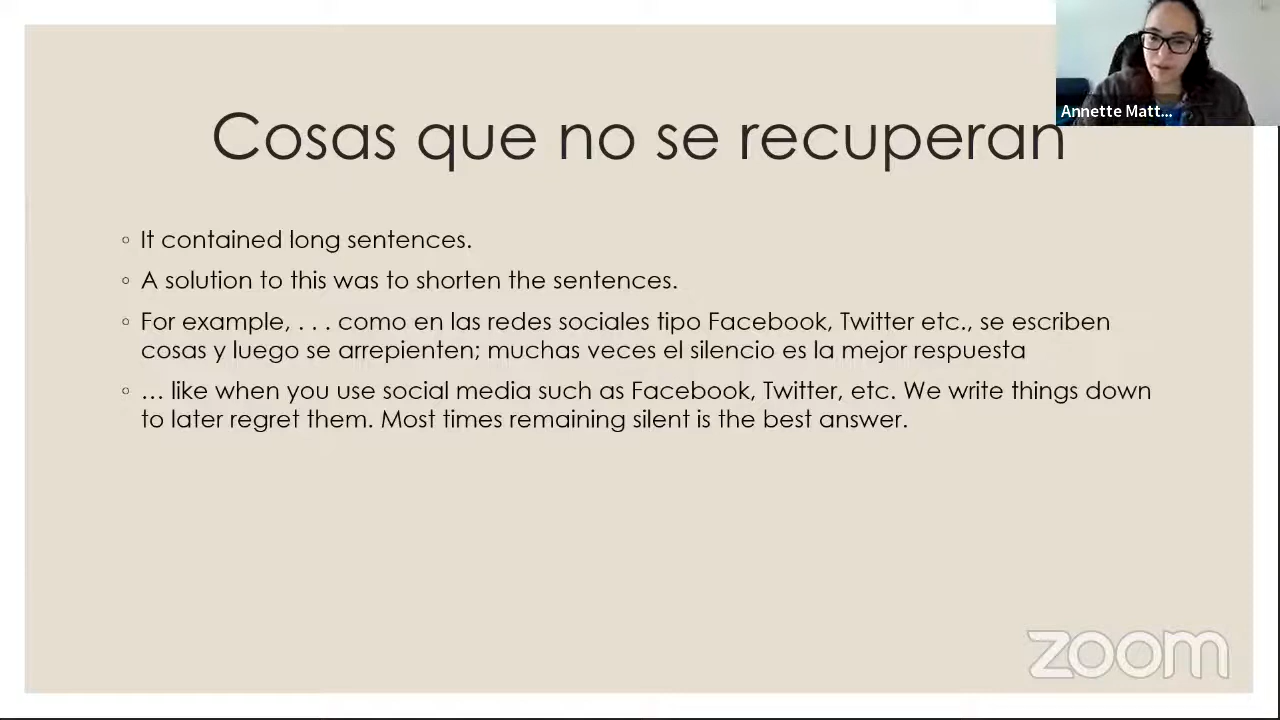 Annette Matt...
Cosas que no se recuperan
◦ It contained long sentences.
◦ A solution to this was to shorten the sentences.
◦ For example, . . . como en las redes sociales tipo Facebook, Twitter etc., se escriben
cosas y luego se arrepienten; muchas veces el silencio es la mejor respuesta
◦ … like when you use social media such as Facebook, Twitter, etc. We write things down
to later regret them. Most times remaining silent is the best answer.
zoom